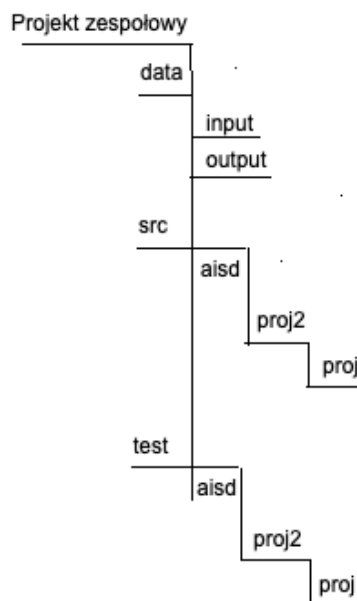 Projekt zespołowy
data
input
output
src
aisd
proj2
proj
test
aisd
proj2
proj